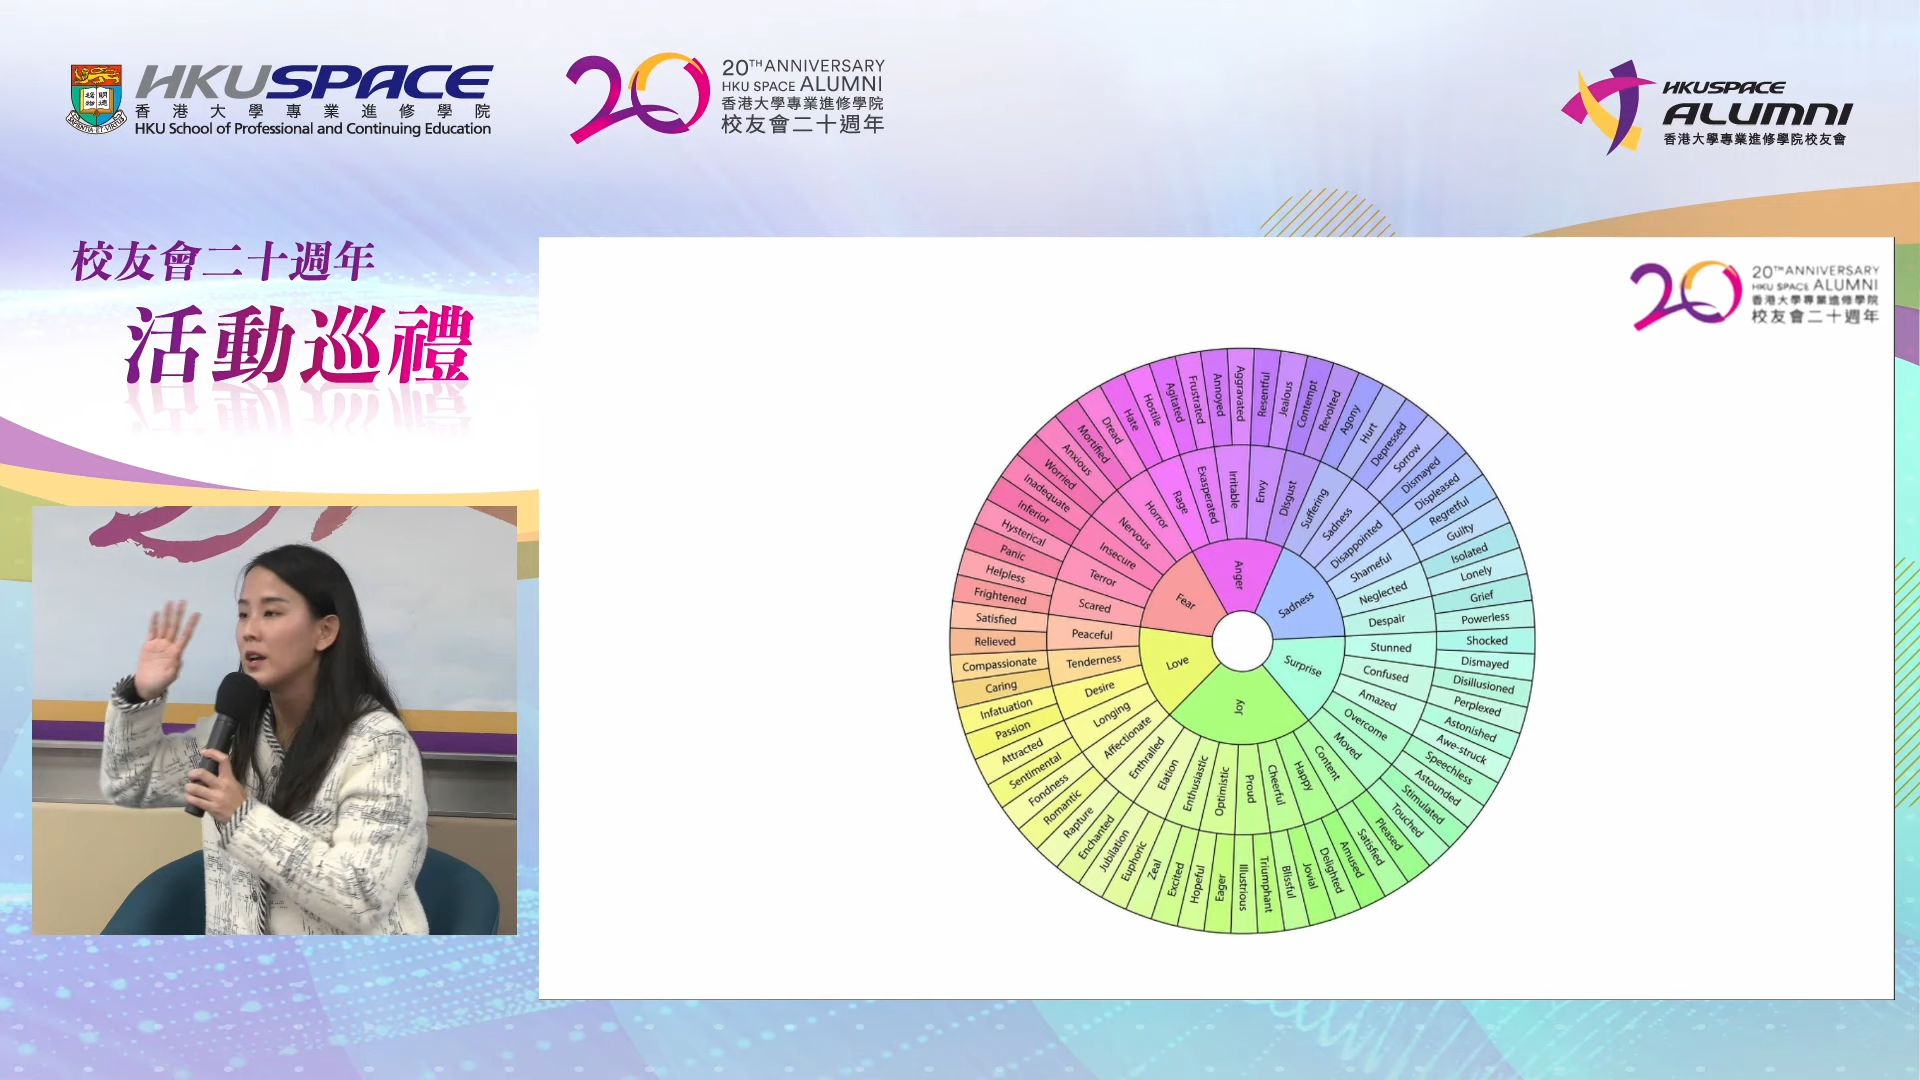 HKUSPACE
香港大學專業進修學院
HKU School of Professional and Continuing Education
20
20TH ANNIVERSARY
HKU SPACE ALUMNI
香港大學專業進修學院
校友會二十週年
HKUSPACE
ALUMNI
香港大學專業進修學院校友會
校友會二十週年
活動巡禮
20
20TH ANNIVERSARY
HKU SPACE ALUMNI
香港大學專業進修學院
校友會二十週年
Anger
Sadness
Surprise
Joy
Love
Fear
Rage
Exasperated
Irritable
Envy
Disgust
Suffering
Sadness
Disappointed
Shameful
Neglected
Despair
Stunned
Confused
Amazed
Overcome
Moved
Content
Happy
Cheerful
Proud
Optimistic
Enthusiastic
Elation
Enthralled
Affectionate
Longing
Desire
Tenderness
Peaceful
Scared
Terror
Insecure
Nervous
Horror
Hate
Hostile
Agitated
Frustrated
Annoyed
Aggravated
Resentful
Jealous
Contempt
Revolted
Agony
Hurt
Depressed
Sorrow
Dismayed
Displeased
Regretful
Guilty
Isolated
Lonely
Grief
Powerless
Shocked
Dismayed
Disillusioned
Perplexed
Astonished
Awe-struck
Speechless
Astounded
Stimulated
Touched
Pleased
Satisfied
Amused
Delighted
Jovial
Blissful
Triumphant
Illustrious
Eager
Hopeful
Excited
Zeal
Euphoric
Jubilation
Enchanted
Rapture
Romantic
Fondness
Sentimental
Attracted
Passion
Infatuation
Caring
Compassionate
Relieved
Satisfied
Frightened
Helpless
Panic
Hysterical
Inferior
Inadequate
Worried
Anxious
Mortified
Dread